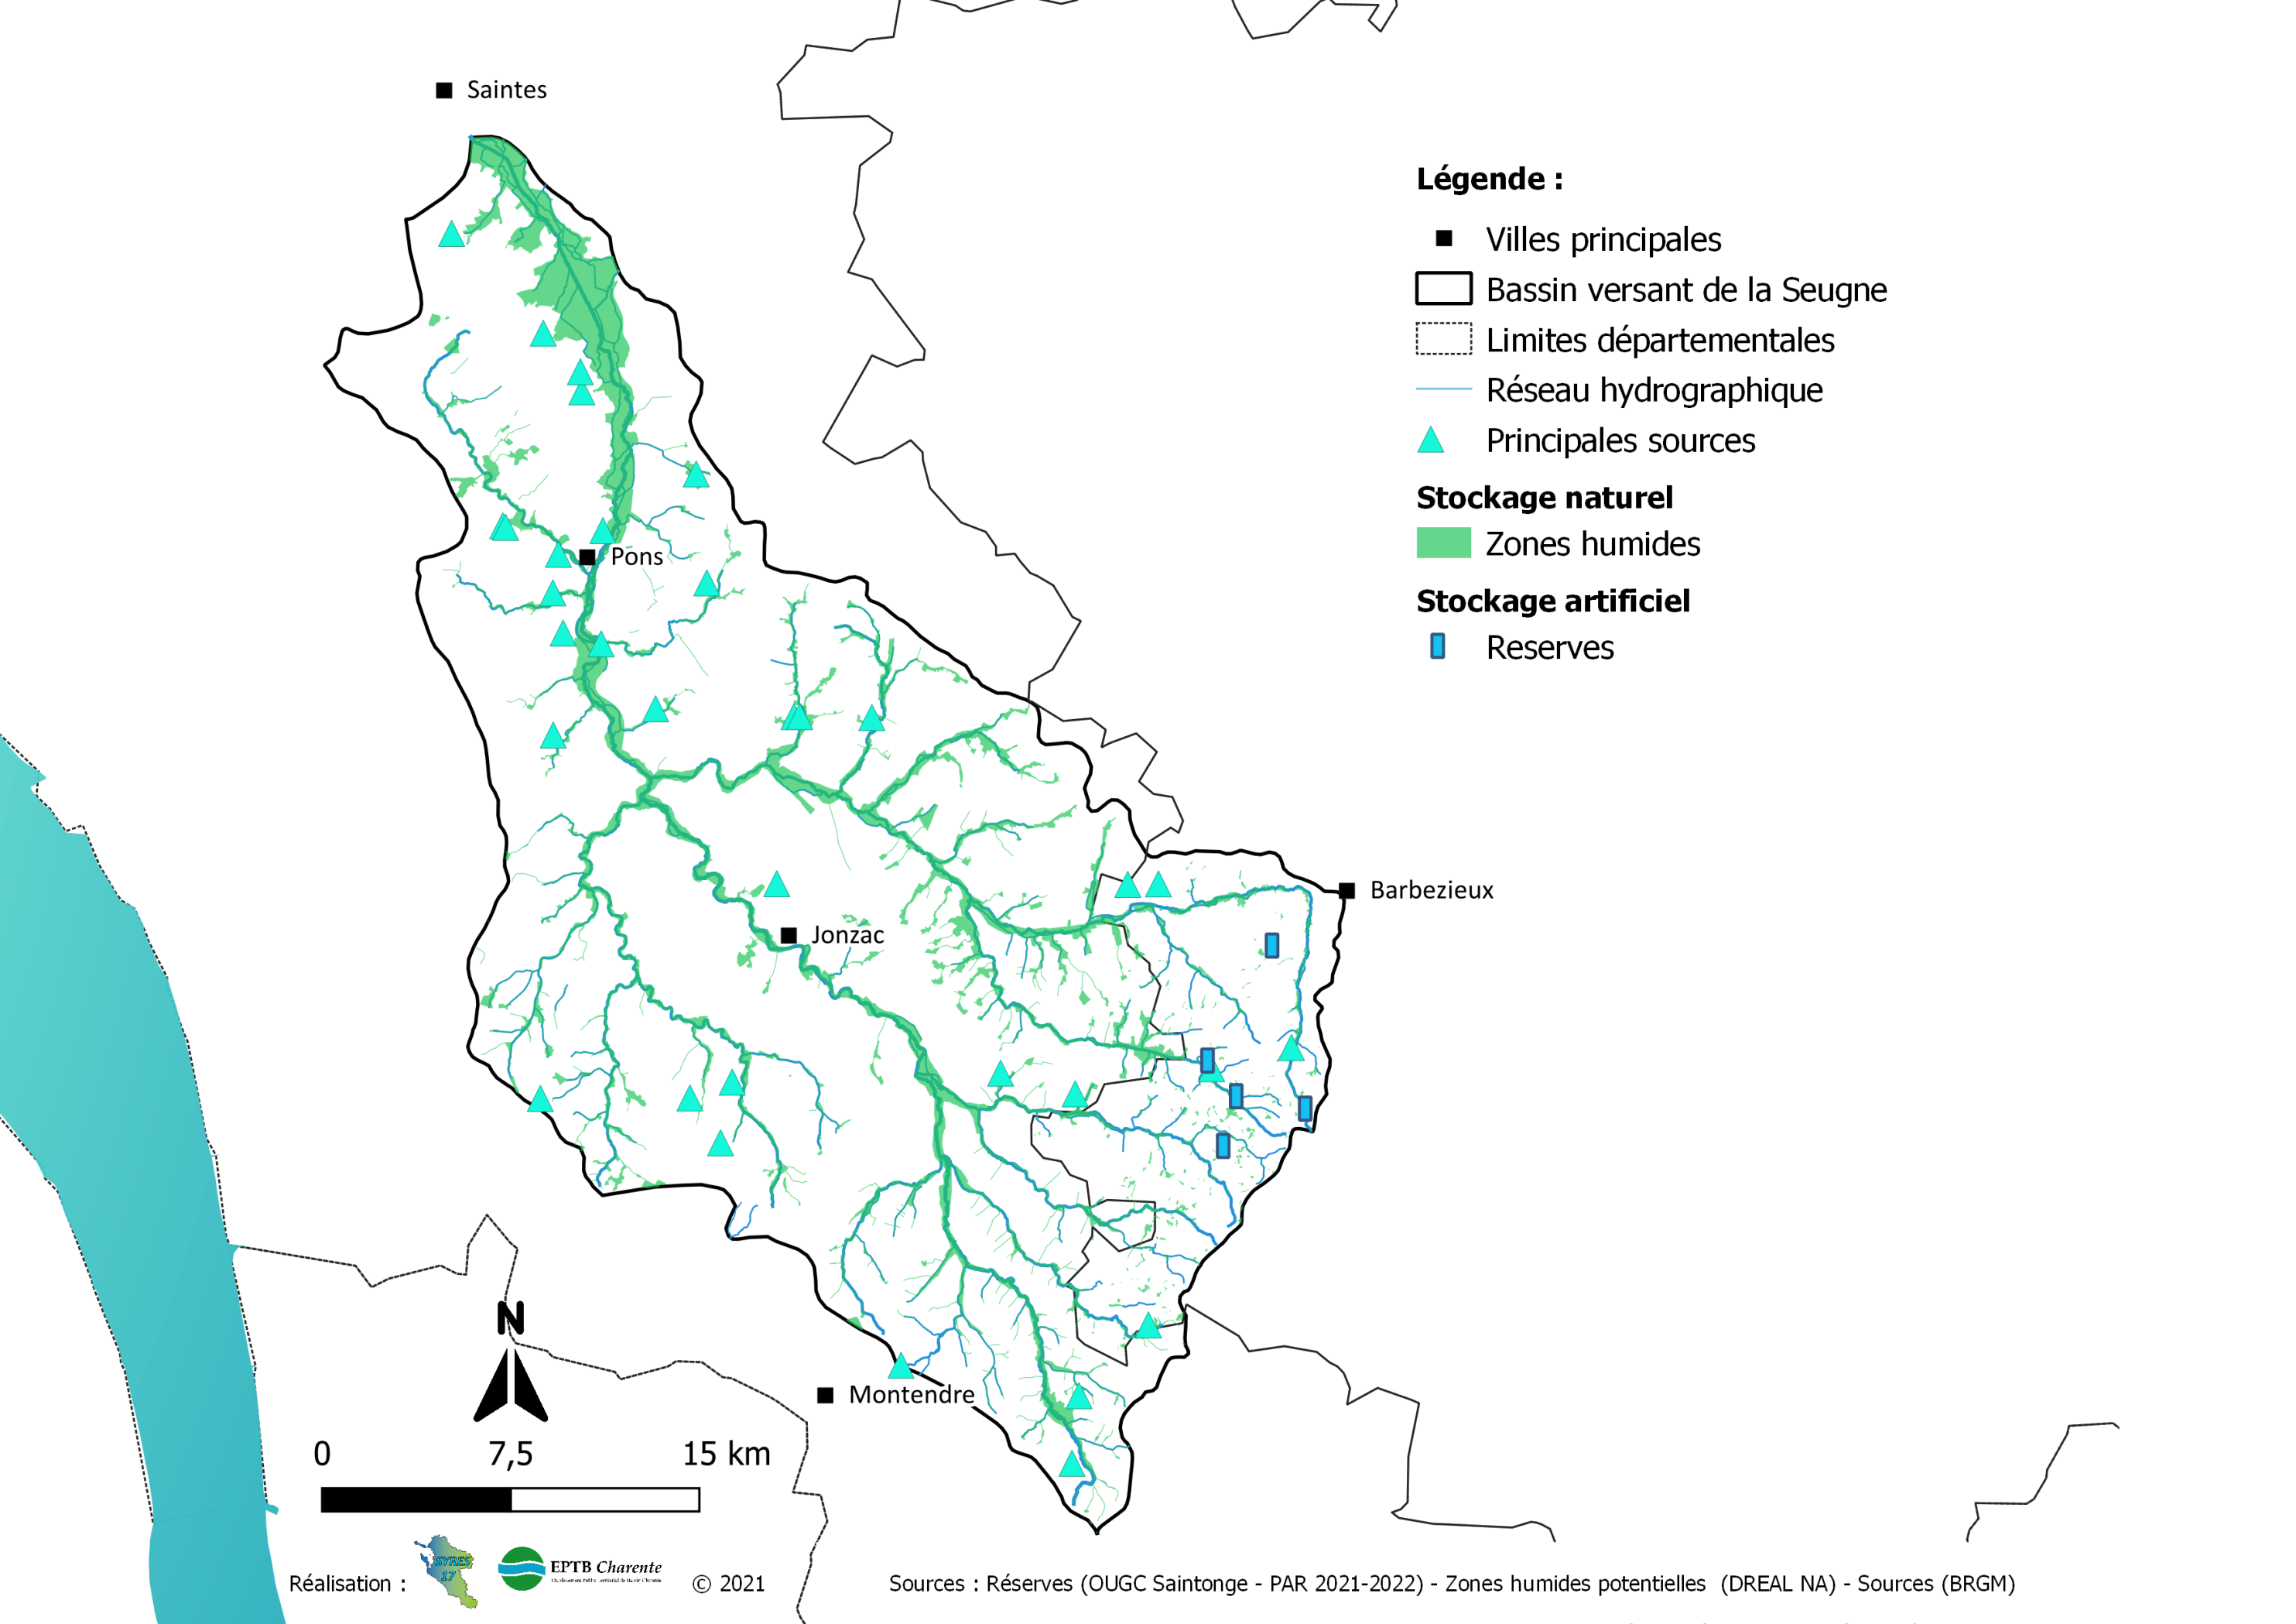 Saintes
Légende :
Villes principales
Bassin versant de la Seugne
Limites départementales
Réseau hydrographique
Principales sources
Stockage naturel
Zones humides
Pons
Stockage artificiel
Reserves
Barbezieux
Jonzac
N
Montendre
0 7,5 15 km
SYRES
17
EPTB Charente
Réalisation :
© 2021
Sources : Réserves (OUGC Saintonge - PAR 2021-2022) - Zones humides potentielles (DREAL NA) - Sources (BRGM)